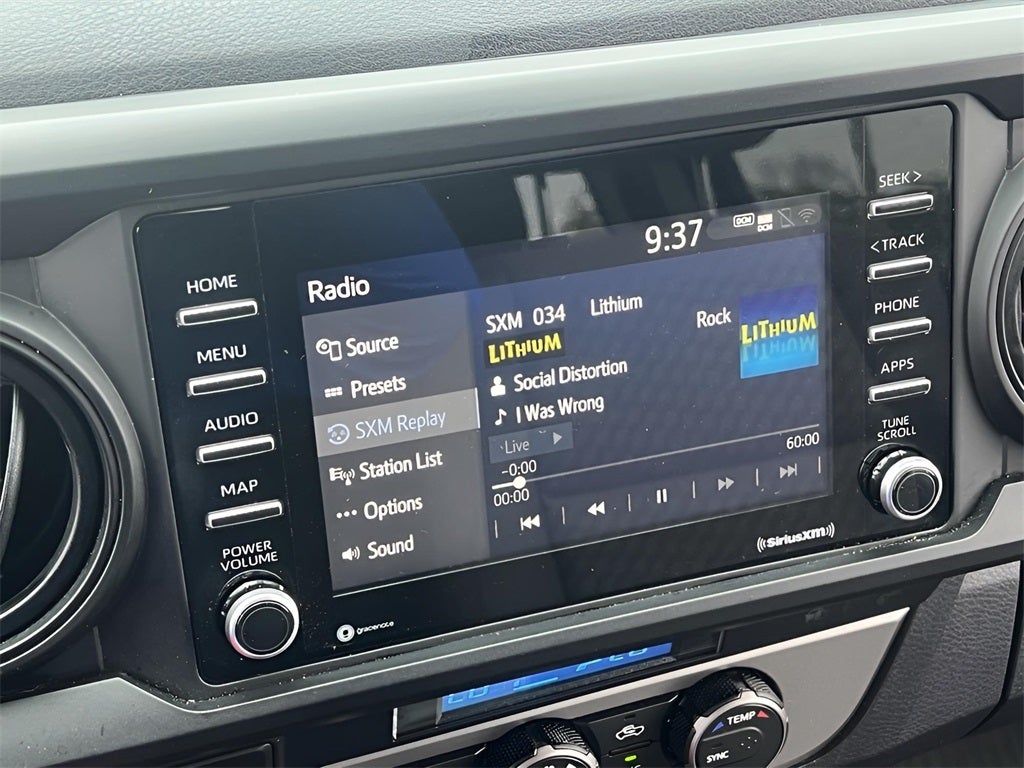 HOME
MENU
AUDIO
MAP
POWER
VOLUME
gracenote
9:37
DCM
DCM
Radio
Source
Presets
SXM Replay
Station List
Options
Sound
SXM 034 Lithium
LITHIUM
Rock
LITHIUM
Social Distortion
I Was Wrong
Live
-0:00
60:00
00:00
SiriusXM
SEEK >
< TRACK
PHONE
APPS
TUNE
SCROLL
TEMP
SYNC